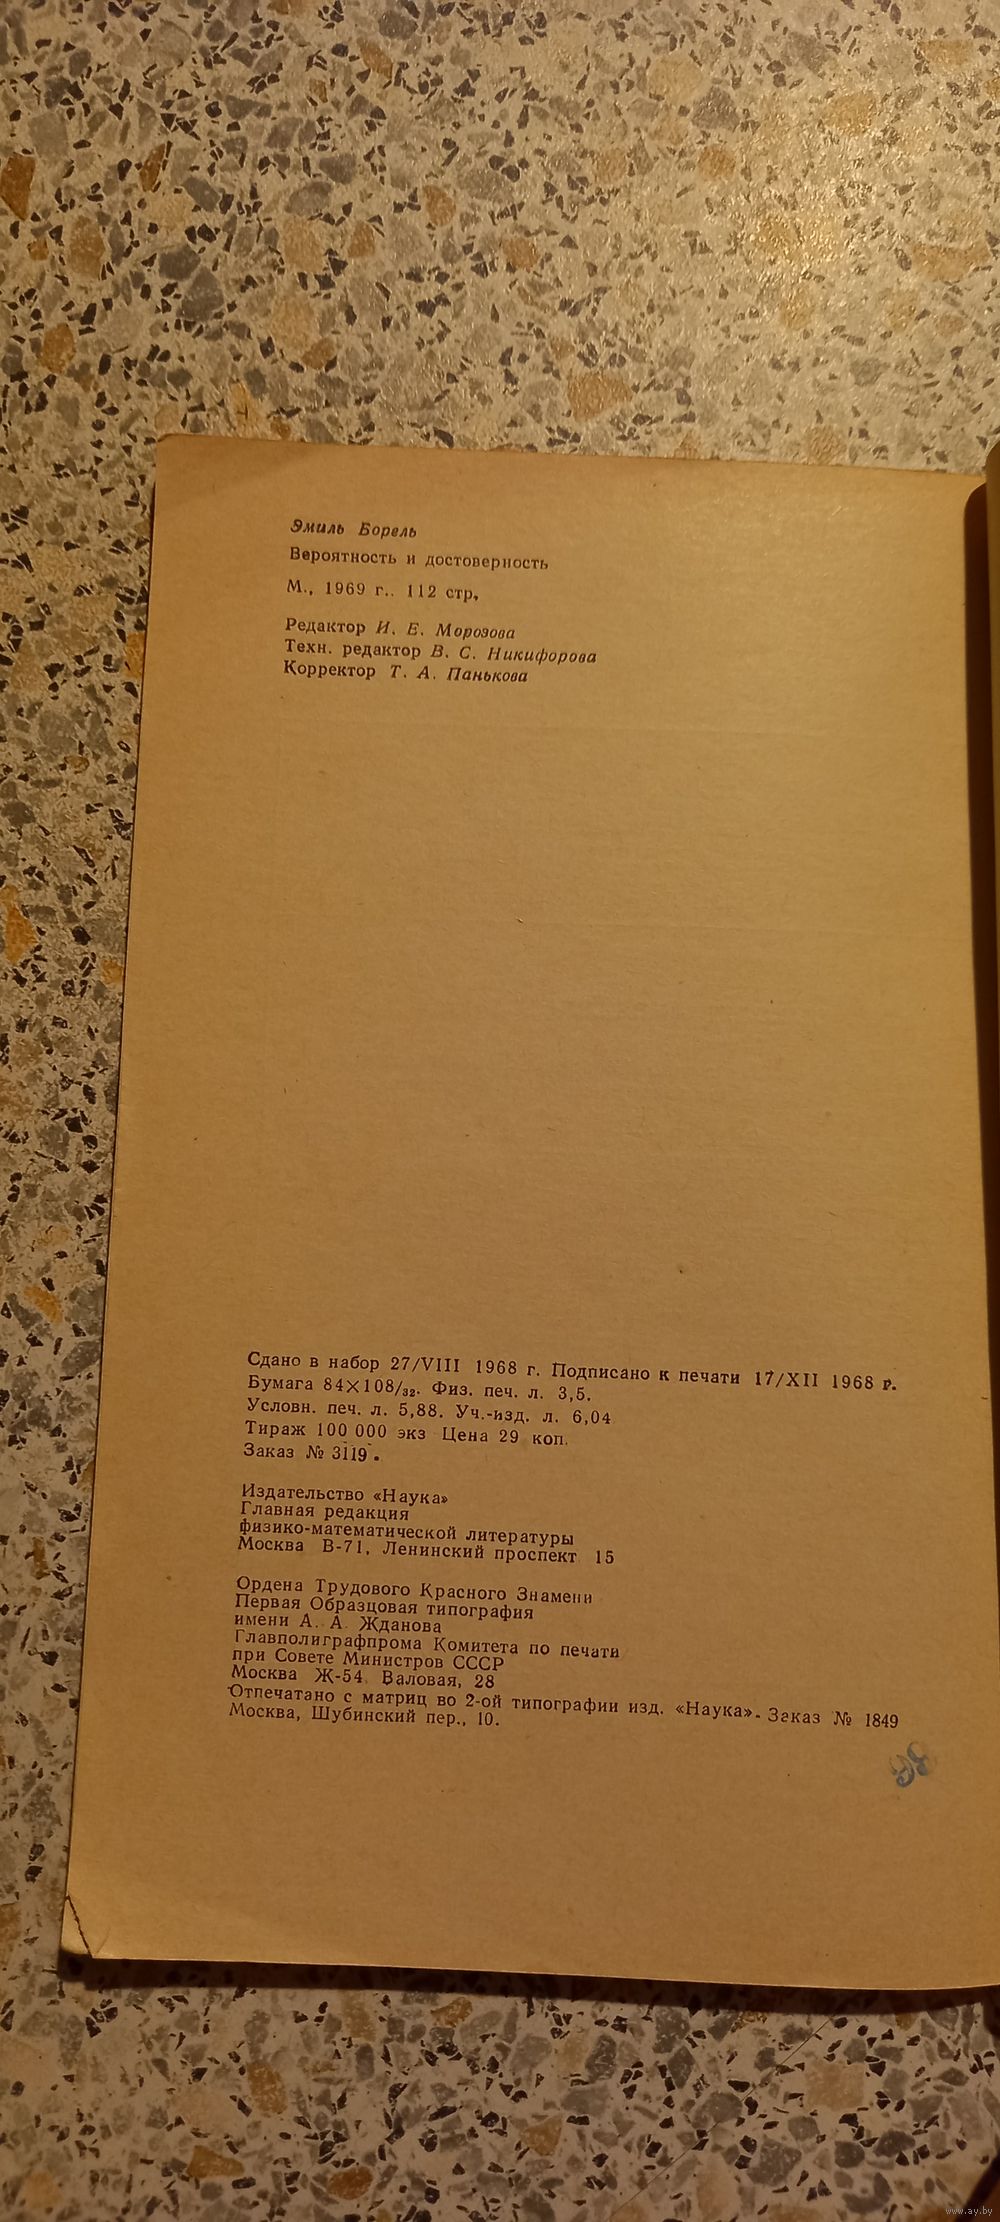 Эмиль Борель
Вероятность и достоверность
М., 1969 г.. 112 стр,
Редактор И. Е. Морозова
Техн. редактор В. С. Никифорова
Корректор Т. А. Панькова
Сдано в набор 27/VIII 1968 г. Подписано к печати 17/XII 1968 г.
Бумага 84×108/32. Физ. печ. л. 3,5.
Условн. печ. л. 5,88. Уч.-изд. л. 6,04
Тираж 100 000 экз Цена 29 коп.
Заказ № 3119.
Издательство «Наука»
Главная редакция
физико-математической литературы
Москва В-71, Ленинский проспект 15
Ордена Трудового Красного Знамени
Первая Образцовая типография
имени А. А. Жданова
Главполиграфпрома Комитета по печати
при Совете Министров СССР
Москва Ж-54 Валовая, 28
Отпечатано с матриц во 2-ой типографии изд. «Наука». Заказ № 1849
Москва, Шубинский пер., 10.
www.ay.by